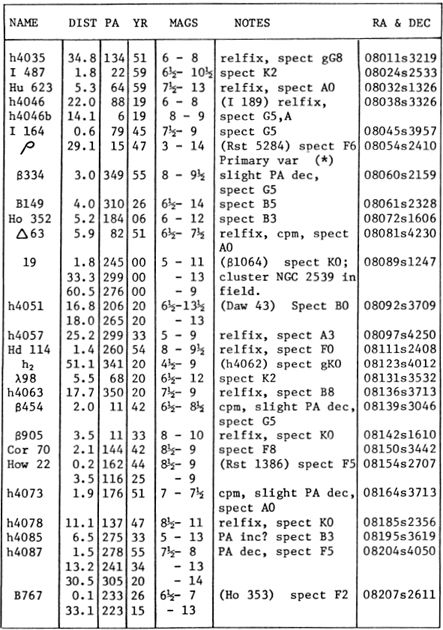 NAME DIST PA YR MAGS NOTES RA & DEC
h4035 34.8 134 51 6 - 8 relfix, spect gG8 08011s3219
I 487 1.8 22 59 6½- 10½ spect K2 08024s2533
Hu 623 5.3 64 59 7½- 13 relfix, spect A0 08032s1326
h4046 22.0 88 19 6 - 8 (I 189) relfix, 08038s3326
h4046b 14.1 6 19 8 - 9 spect G5,A
I 164 0.6 79 45 7½- 9 spect G5 08045s3957
ρ 29.1 15 47 3 - 14 (Rst 5284) spect F6 08054s2410
Primary var (*)
β334 3.0 349 55 8 - 9½ slight PA dec, 08060s2159
spect G5
B149 4.0 310 26 6½- 14 spect B5 08061s2328
Ho 352 5.2 184 06 6 - 12 spect B3 08072s1606
Δ63 5.9 82 51 6½- 7½ relfix, cpm, spect 08081s4230
A0
19 1.8 245 00 5 - 11 (β1064) spect K0; 08089s1247
33.3 299 00 - 13 cluster NGC 2539 in
60.5 276 00 - 9 field.
h4051 16.8 206 20 6½-13½ (Daw 43) Spect B0 08092s3709
18.0 265 20 - 13
h4057 25.2 299 33 5 - 9 relfix, spect A3 08097s4250
Hd 114 1.4 260 54 8 - 9½ relfix, spect F0 08111s2408
h₂ 51.1 341 20 4½- 9 (h4062) spect gK0 08123s4012
λ98 5.5 68 20 6½- 12 spect K2 08131s3532
h4063 17.7 350 20 7½- 9 relfix, spect B8 08136s3713
β454 2.0 11 42 6½- 8½ cpm, slight PA dec, 08139s3046
spect G5
β905 3.5 11 33 8 - 10 relfix, spect K0 08142s1610
Cor 70 2.1 144 42 8½- 9 spect F8 08150s3442
How 22 0.2 162 44 8½- 9 (Rst 1386) spect F5 08154s2707
3.5 116 25 - 9
h4073 1.9 176 51 7 - 7½ cpm, slight PA dec, 08164s3713
spect A0
h4078 11.1 137 47 8½- 11 relfix, spect K0 08185s2356
h4085 6.5 275 33 5 - 13 PA inc? spect B3 08195s3619
h4087 1.5 278 55 7½- 8 PA dec, spect F5 08204s4050
13.2 241 34 - 13
30.5 305 20 - 14
B767 0.1 233 26 6½- 7 (Ho 353) spect F2 08207s2611
33.1 223 15 - 13